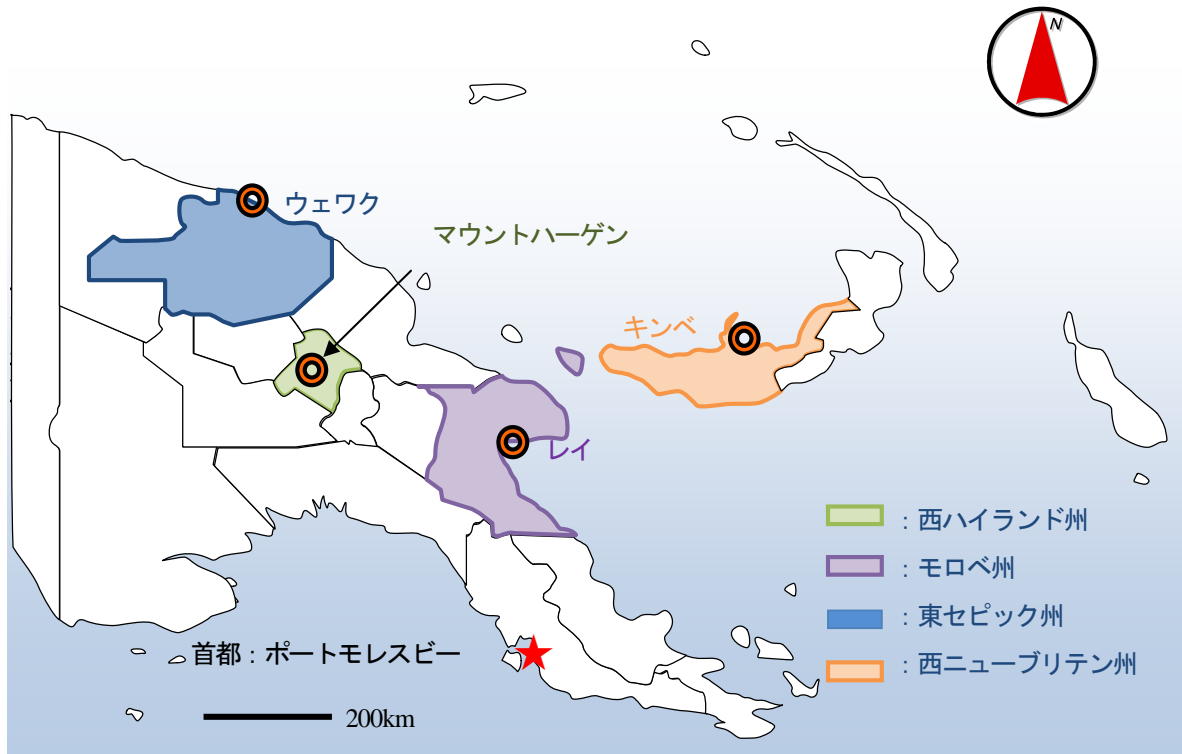 N
ウェワク
マウントハーゲン
キンベ
レイ
：西ハイランド州
：モロベ州
：東セピック州
：西ニューブリテン州
首都：ポートモレスビー
200km